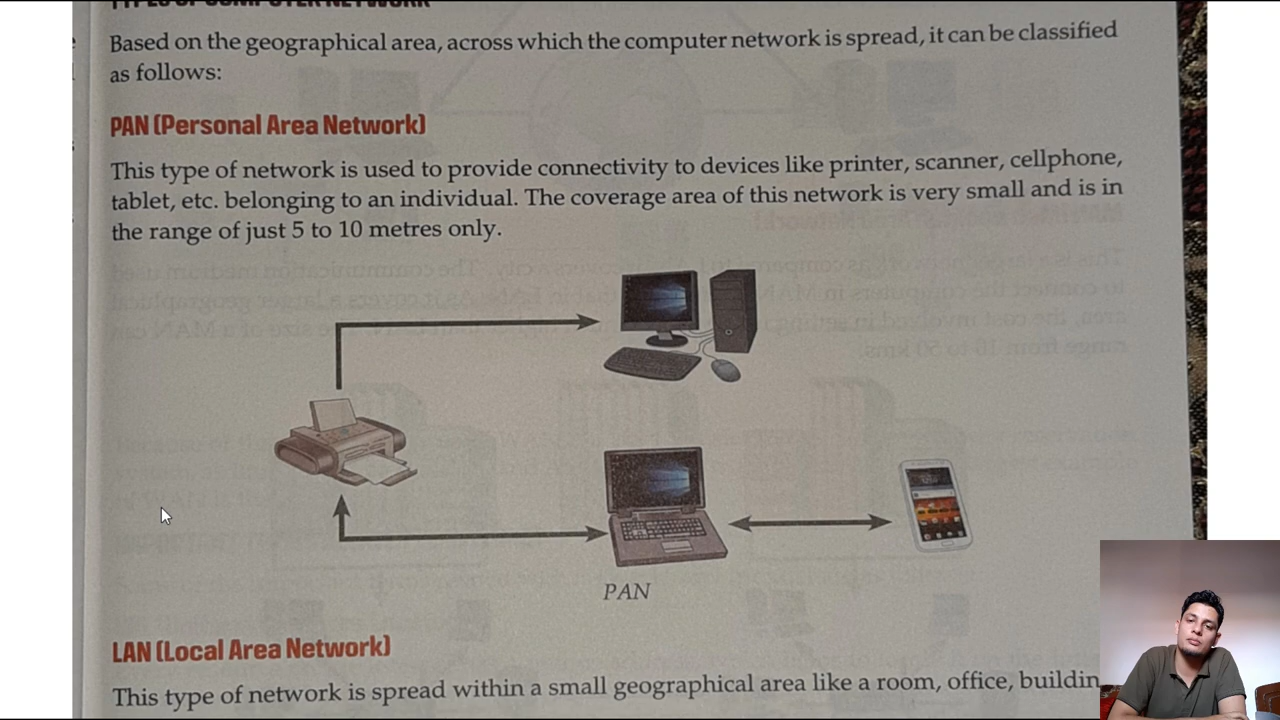 TYPES OF COMPUTER NETWORK
Based on the geographical area, across which the computer network is spread, it can be classified
as follows:
PAN (Personal Area Network)
This type of network is used to provide connectivity to devices like printer, scanner, cellphone,
tablet, etc. belonging to an individual. The coverage area of this network is very small and is in
the range of just 5 to 10 metres only.
PAN
LAN (Local Area Network)
This type of network is spread within a small geographical area like a room, office, buildin